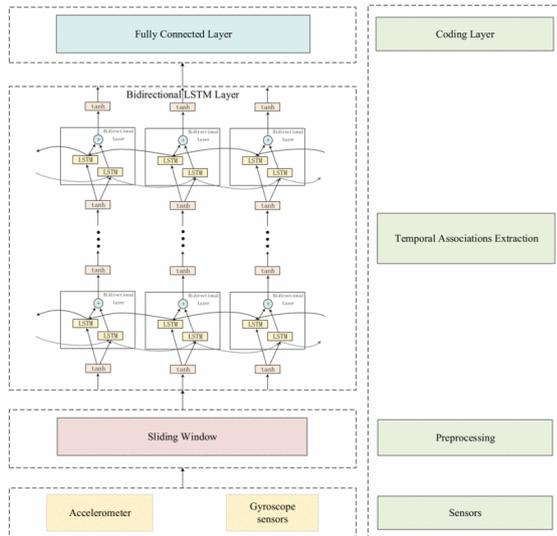 Fully Connected Layer
Coding Layer
Bidirectional LSTM Layer
tanh
tanh
tanh
Bidirectional
Layer
Bidirectional
Layer
Bidirectional
Layer
LSTM
LSTM
LSTM
LSTM
LSTM
LSTM
tanh
tanh
tanh
Temporal Associations Extraction
tanh
tanh
tanh
Bidirectional
Layer
Bidirectional
Layer
Bidirectional
Layer
LSTM
LSTM
LSTM
LSTM
LSTM
LSTM
tanh
tanh
tanh
Sliding Window
Preprocessing
Accelerometer
Gyroscope
sensors
Sensors